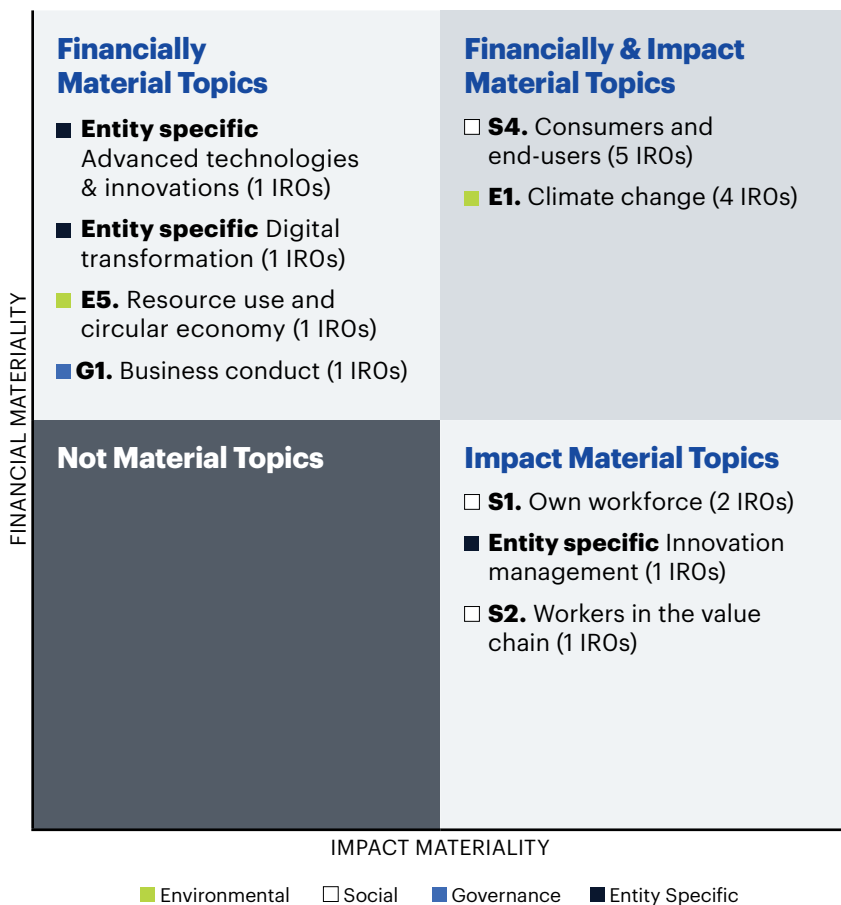 Financially
Material Topics
Entity specific
Advanced technologies
& innovations (1 IROs)
Entity specific Digital
transformation (1 IROs)
E5. Resource use and
circular economy (1 IROs)
G1. Business conduct (1 IROs)
Financially & Impact
Material Topics
S4. Consumers and
end-users (5 IROs)
E1. Climate change (4 IROs)
Not Material Topics
Impact Material Topics
S1. Own workforce (2 IROs)
Entity specific Innovation
management (1 IROs)
S2. Workers in the value
chain (1 IROs)
FINANCIAL MATERIALITY
IMPACT MATERIALITY
Environmental Social Governance Entity Specific